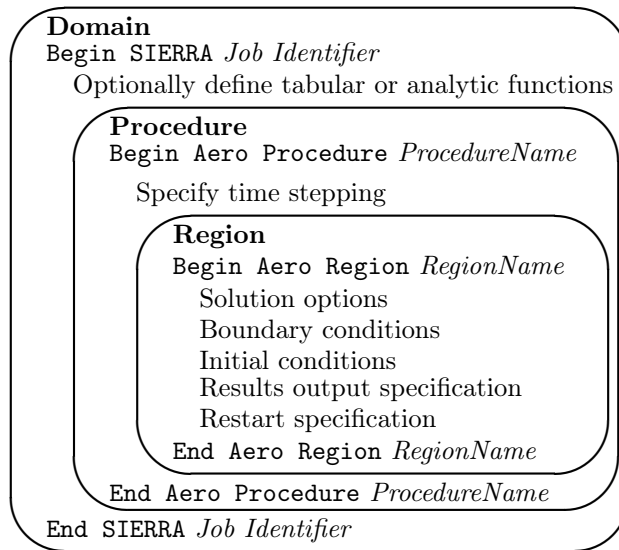 Domain
Begin SIERRA Job Identifier
Optionally define tabular or analytic functions
Procedure
Begin Aero Procedure ProcedureName
Specify time stepping
Region
Begin Aero Region RegionName
Solution options
Boundary conditions
Initial conditions
Results output specification
Restart specification
End Aero Region RegionName
End Aero Procedure ProcedureName
End SIERRA Job Identifier